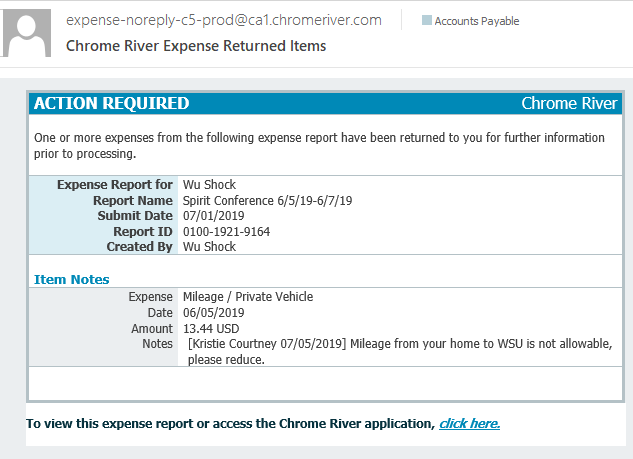 expense-noreply-c5-prod@ca1.chromeriver.com
Accounts Payable
Chrome River Expense Returned Items
ACTION REQUIRED
Chrome River
One or more expenses from the following expense report have been returned to you for further information
prior to processing.
Expense Report for Wu Shock
Report Name Spirit Conference 6/5/19-6/7/19
Submit Date 07/01/2019
Report ID 0100-1921-9164
Created By Wu Shock
Item Notes
Expense Mileage / Private Vehicle
Date 06/05/2019
Amount 13.44 USD
Notes [Kristie Courtney 07/05/2019] Mileage from your home to WSU is not allowable,
please reduce.
To view this expense report or access the Chrome River application, click here.